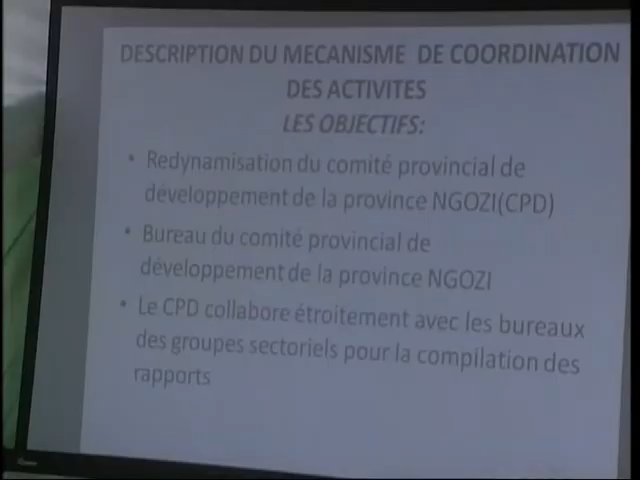 DESCRIPTION DU MECANISME DE COORDINATION
DES ACTIVITES
LES OBJECTIFS:
• Redynamisation du comité provincial de
développement de la province NGOZI(CPD)
• Bureau du comité provincial de
développement de la province NGOZI
• Le CPD collabore étroitement avec les bureaux
des groupes sectoriels pour la compilation des
rapports